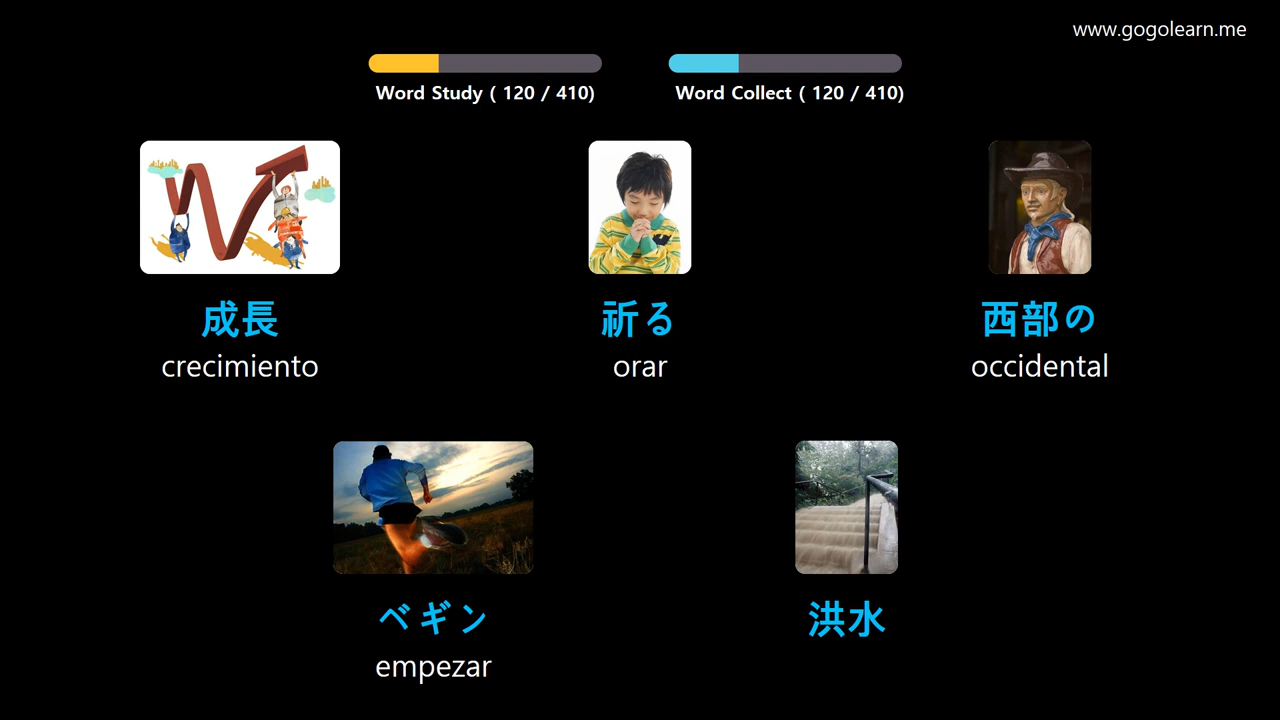 www.gogolearn.me
Word Study ( 120 / 410)
Word Collect ( 120 / 410)
成長
crecimiento
祈る
orar
西部の
occidental
ベギン
empezar
洪水